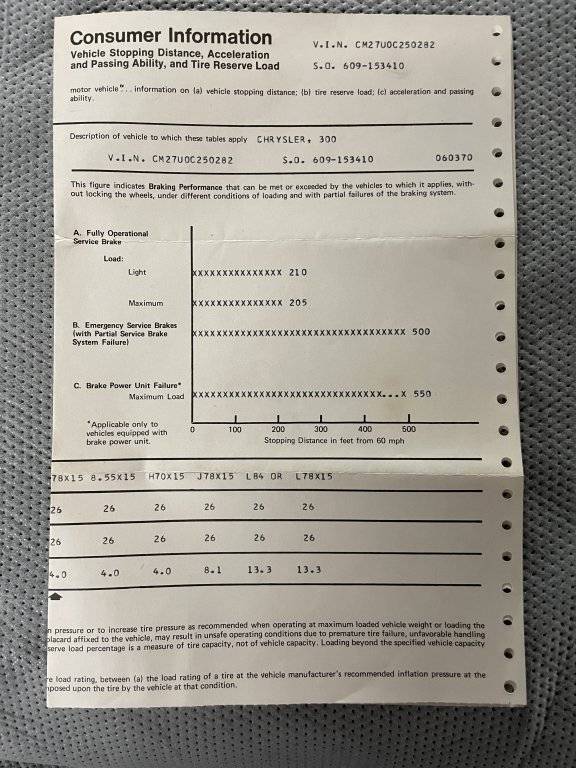 Consumer Information
Vehicle Stopping Distance, Acceleration
and Passing Ability, and Tire Reserve Load
V.I.N. CM27U0C250282
S.O. 609-153410
motor vehicle". . . information on (a) vehicle stopping distance; (b) tire reserve load; (c) acceleration and passing
ability.
Description of vehicle to which these tables apply CHRYSLER, 300
V.I.N. CM27U0C250282 S.O. 609-153410 060370
This figure indicates Braking Performance that can be met or exceeded by the vehicles to which it applies, with-
out locking the wheels, under different conditions of loading and with partial failures of the braking system.
A. Fully Operational
Service Brake
Load:
Light XXXXXXXXXXXXXXX 210
Maximum XXXXXXXXXXXXXXX 205
B. Emergency Service Brakes
(with Partial Service Brake
System Failure) XXXXXXXXXXXXXXXXXXXXXXXXXXXXXXXXXXX 500
C. Brake Power Unit Failure*
Maximum Load XXXXXXXXXXXXXXXXXXXXXXXXXXXXXXX...X 550
*Applicable only to
vehicles equipped with
brake power unit.
0 100 200 300 400 500
Stopping Distance in feet from 60 mph
78X15 8.55X15 H70X15 J78X15 L84 OR L78X15
26 26 26 26 26 26
26 26 26 26 26 26
4.0 4.0 4.0 8.1 13.3 13.3
n pressure or to increase tire pressure as recommended when operating at maximum loaded vehicle weight or loading the
placard affixed to the vehicle, may result in unsafe operating conditions due to premature tire failure, unfavorable handling
serve load percentage is a measure of tire capacity, not of vehicle capacity. Loading beyond the specified vehicle capacity
re load rating, between (a) the load rating of a tire at the vehicle manufacturer's recommended inflation pressure at the
mposed upon the tire by the vehicle at that condition.